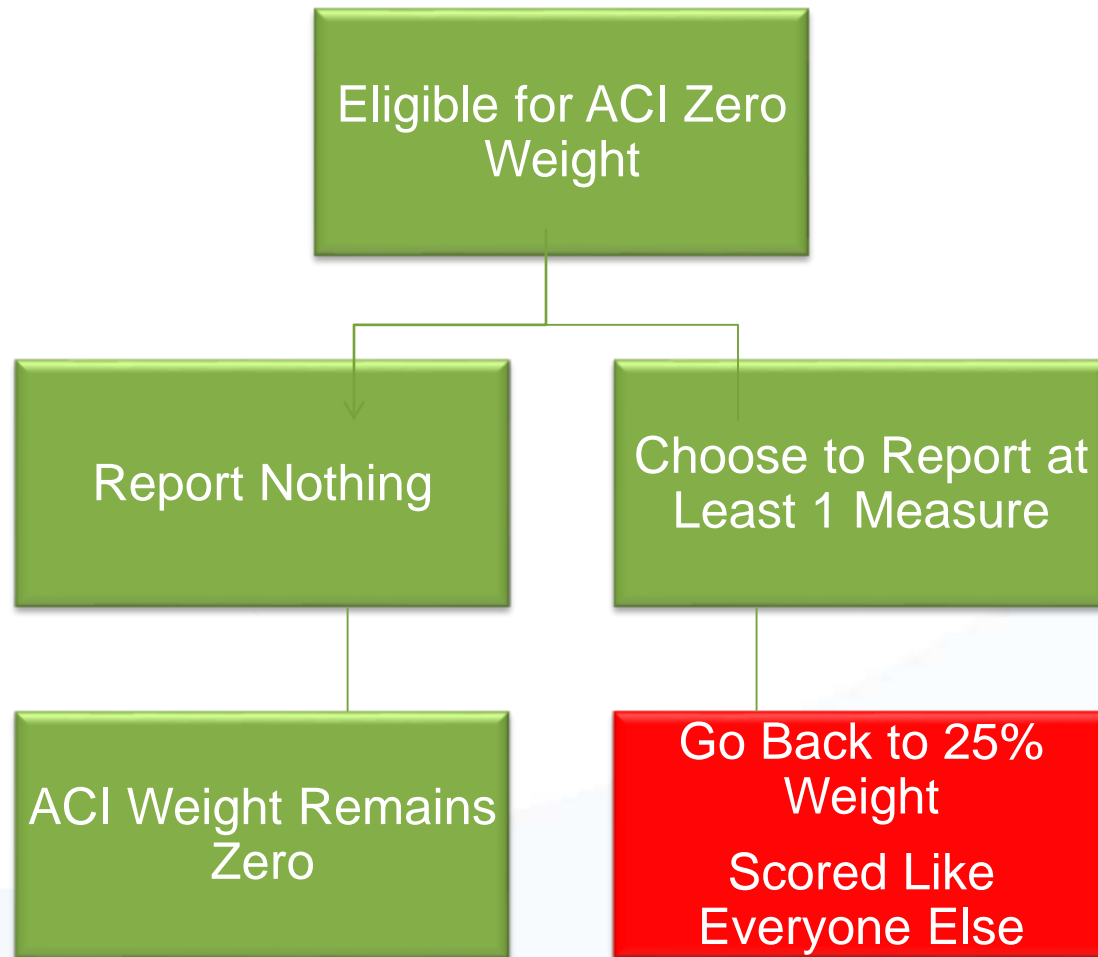 Eligible for ACI Zero
Weight
Report Nothing
Choose to Report at
Least 1 Measure
ACI Weight Remains
Zero
Go Back to 25%
Weight
Scored Like
Everyone Else